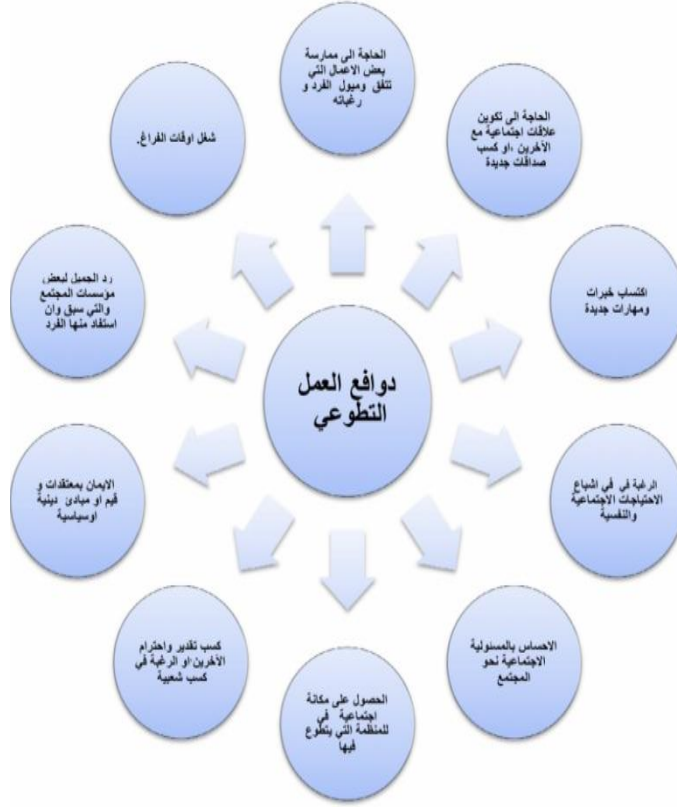 دوافع العمل
التطوعي
الحاجة الى ممارسة
بعض الاعمال التي
تتفق وميول الفرد و
رغباته
الحاجة الى تكوين
علاقات اجتماعية مع
الآخرين ،او كسب
صداقات جديدة
اكتساب خبرات
ومهارات جديدة
الرغبة في في اشباع
الاحتياجات الاجتماعية
والنفسية
الاحساس بالمسئولية
الاجتماعية نحو
المجتمع
الحصول على مكانة
اجتماعية في
للمنظمة التي يتطوع
فيها
كسب تقدير واحترام
الآخرين،او الرغبة في
كسب شعبية
الايمان بمعتقدات و
قيم او مبادئ دينية
اوسياسية
رد الجميل لبعض
مؤسسات المجتمع
والتي سبق وان
استفاد منها الفرد
شغل اوقات الفراغ.